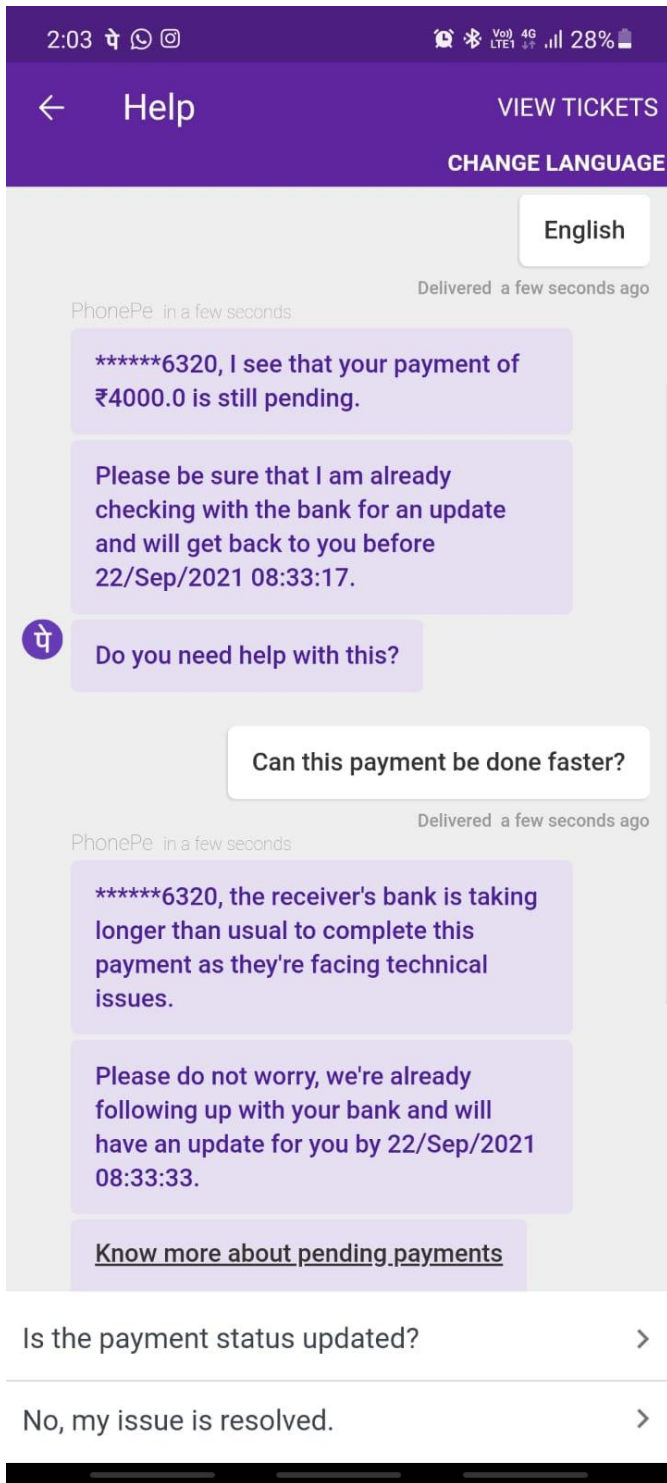 2:03 पे Vo) LTE1 4G 28%
Help VIEW TICKETS
CHANGE LANGUAGE
English
Delivered a few seconds ago
PhonePe in a few seconds
******6320, I see that your payment of
₹4000.0 is still pending.
Please be sure that I am already
checking with the bank for an update
and will get back to you before
22/Sep/2021 08:33:17.
पे
Do you need help with this?
Can this payment be done faster?
Delivered a few seconds ago
PhonePe in a few seconds
******6320, the receiver's bank is taking
longer than usual to complete this
payment as they're facing technical
issues.
Please do not worry, we're already
following up with your bank and will
have an update for you by 22/Sep/2021
08:33:33.
Know more about pending payments
Is the payment status updated?
No, my issue is resolved.